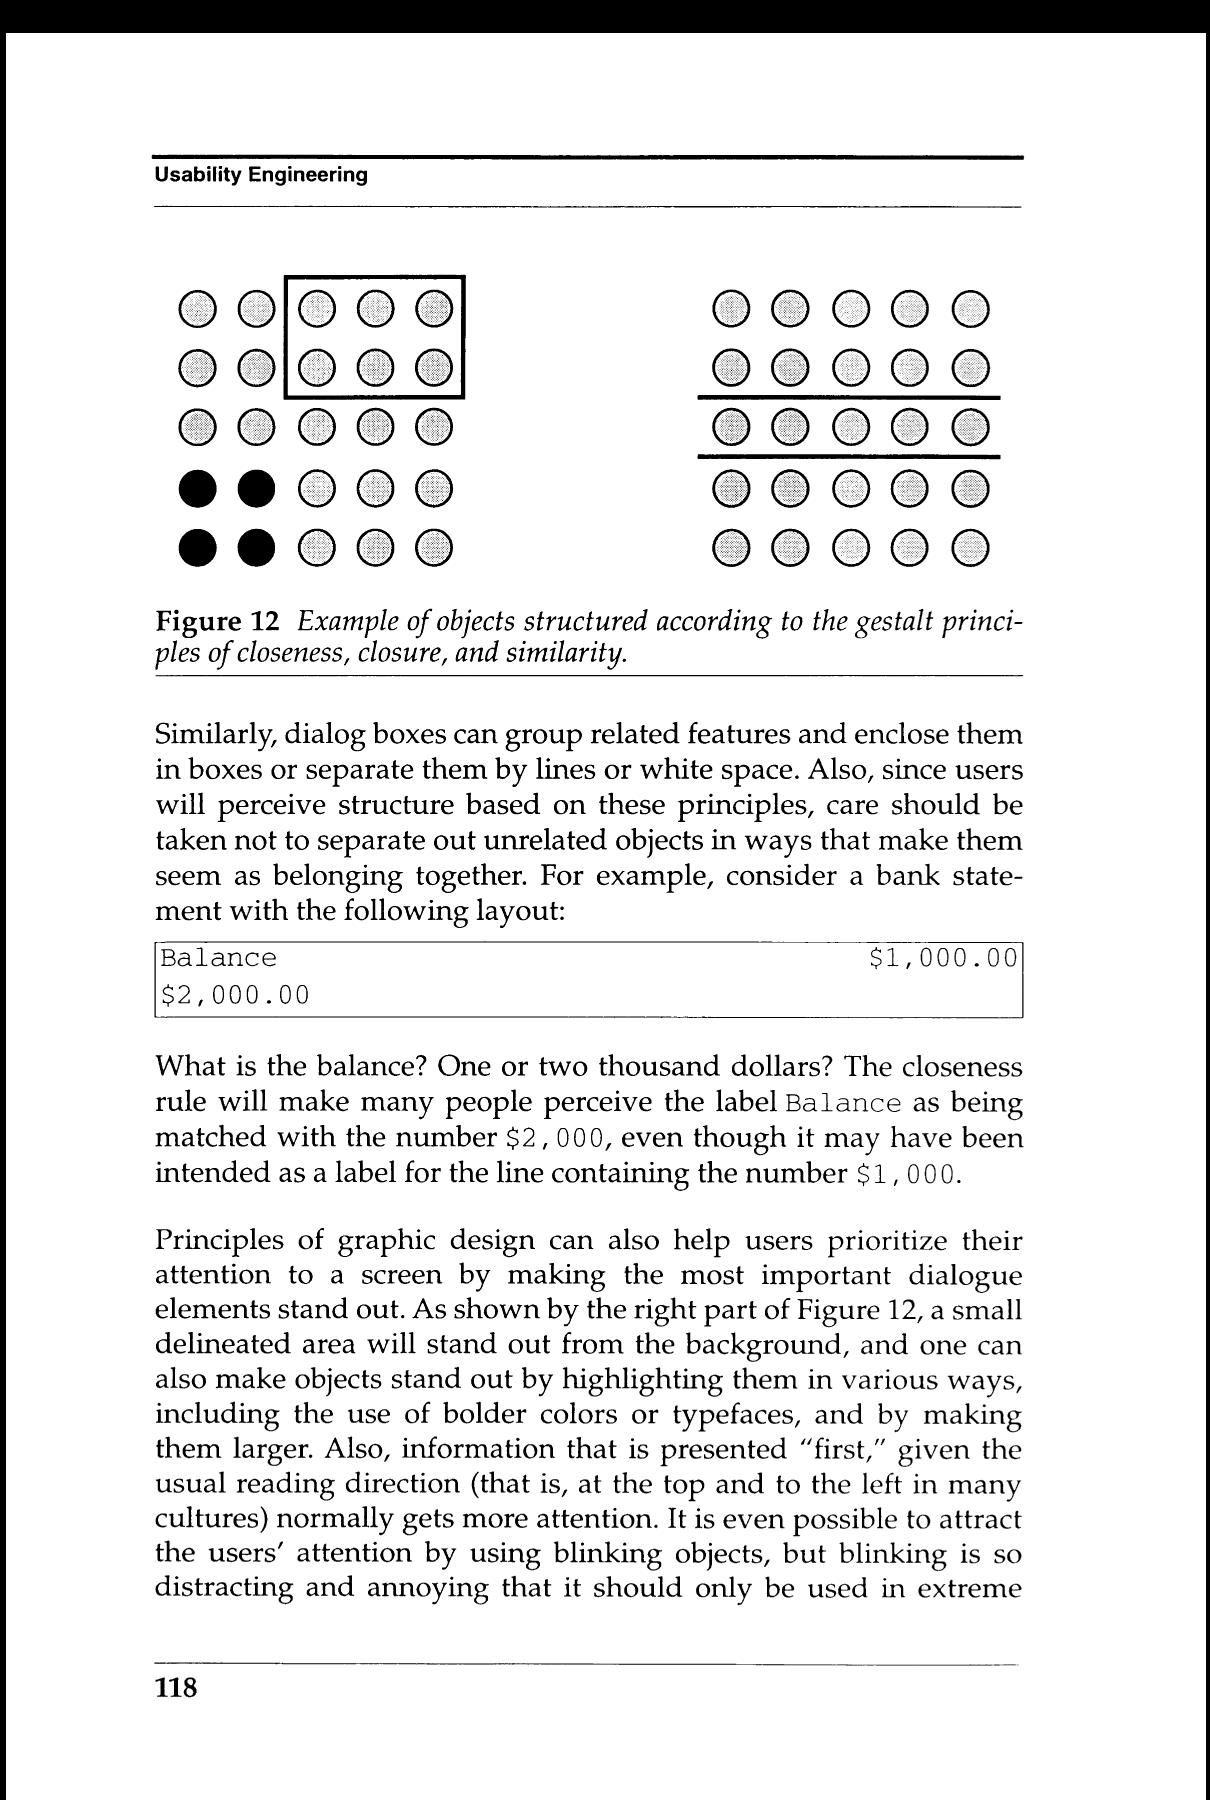 Usability Engineering
Figure 12 Example of objects structured according to the gestalt princi-
ples of closeness, closure, and similarity.
Similarly, dialog boxes can group related features and enclose them
in boxes or separate them by lines or white space. Also, since users
will perceive structure based on these principles, care should be
taken not to separate out unrelated objects in ways that make them
seem as belonging together. For example, consider a bank state-
ment with the following layout:
Balance $1,000.00
$2,000.00
What is the balance? One or two thousand dollars? The closeness
rule will make many people perceive the label Balance as being
matched with the number $2,000, even though it may have been
intended as a label for the line containing the number $1,000.
Principles of graphic design can also help users prioritize their
attention to a screen by making the most important dialogue
elements stand out. As shown by the right part of Figure 12, a small
delineated area will stand out from the background, and one can
also make objects stand out by highlighting them in various ways,
including the use of bolder colors or typefaces, and by making
them larger. Also, information that is presented "first," given the
usual reading direction (that is, at the top and to the left in many
cultures) normally gets more attention. It is even possible to attract
the users' attention by using blinking objects, but blinking is so
distracting and annoying that it should only be used in extreme
118